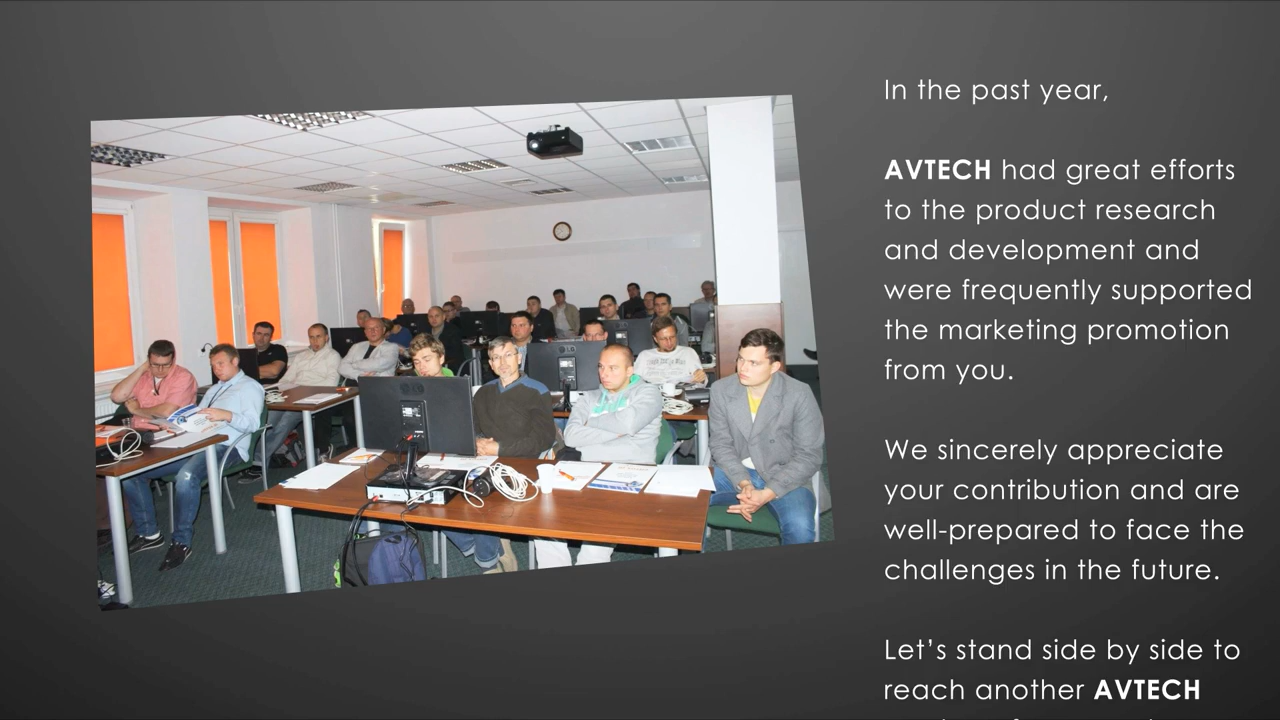 In the past year,
AVTECH had great efforts
to the product research
and development and
were frequently supported
the marketing promotion
from you.
We sincerely appreciate
your contribution and are
well-prepared to face the
challenges in the future.
Let’s stand side by side to
reach another AVTECH